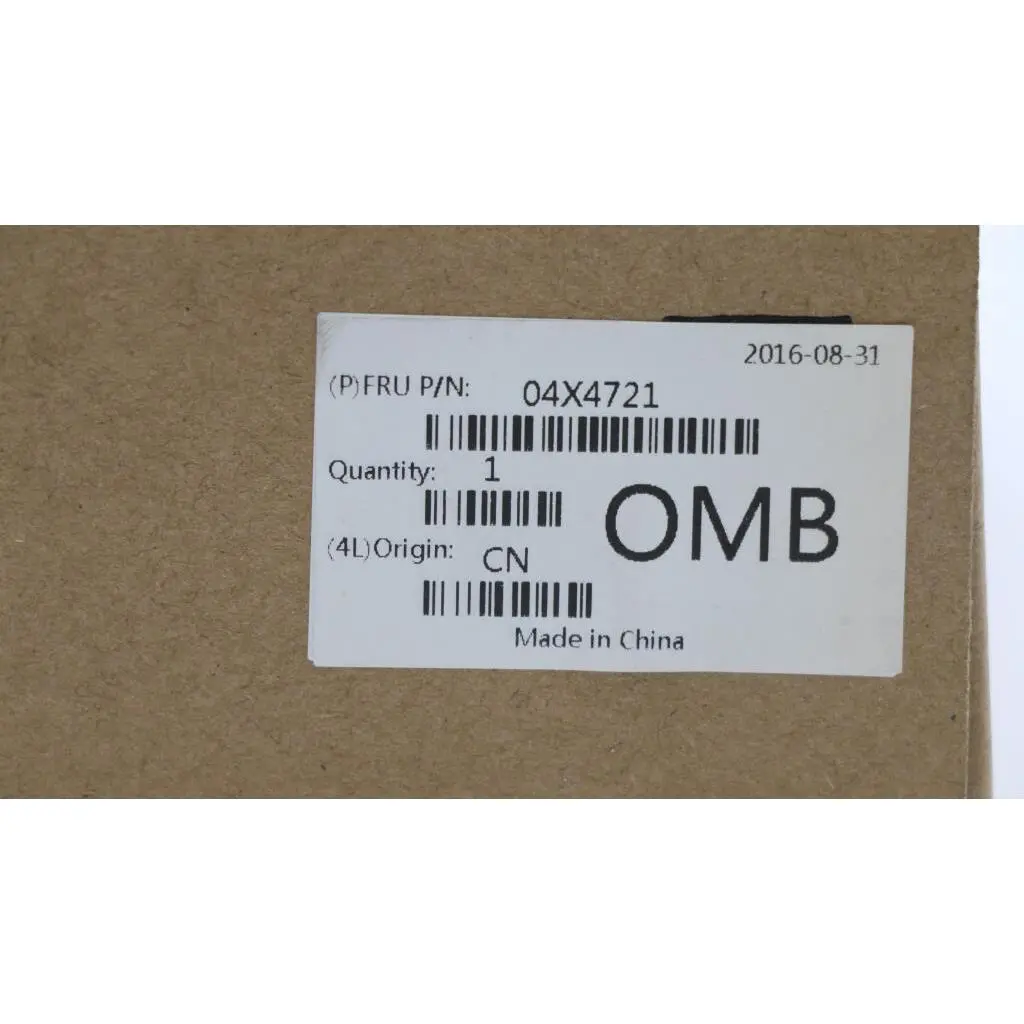 2016-08-31
(P)FRU P/N: 04X4721
Quantity: 1
OMB
(4L)Origin: CN
Made in China